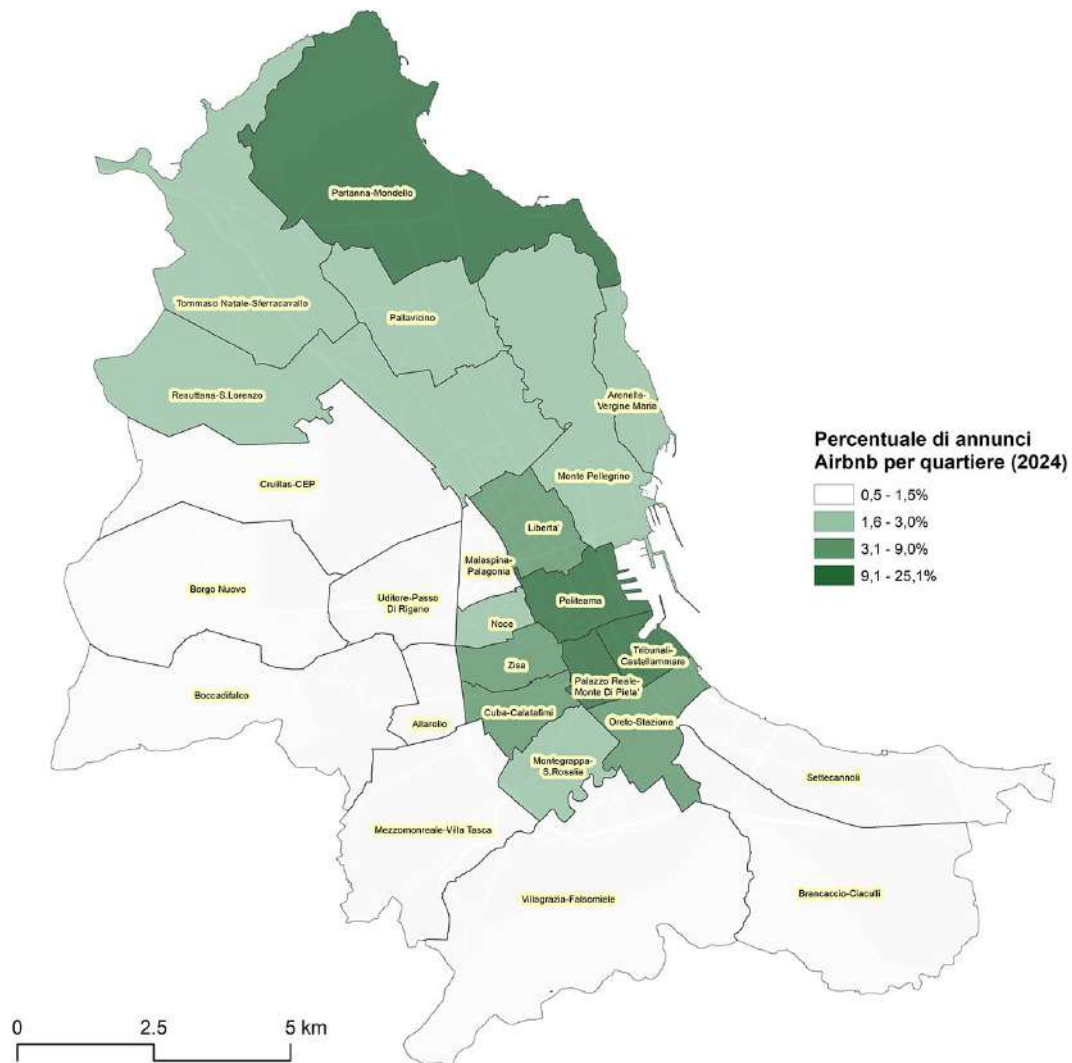 Partanna-Mondello
Tommaso Natale-Sferracavallo
Pallavicino
Resuttana-S.Lorenzo
Arenella-
Vergine Maria
Percentuale di annunci
Airbnb per quartiere (2024)
0,5 - 1,5%
1,6 - 3,0%
3,1 - 9,0%
9,1 - 25,1%
Cruillas-CEP
Monte Pellegrino
Liberta'
Malaspina-
Palagonia
Borgo Nuovo
Uditore-Passo
Di Rigano
Politeama
Noce
Tribunali-
Castellammare
Zisa
Palazzo Reale-
Monte Di Pieta'
Boccadifalco
Altarello
Cuba-Calatafimi
Oreto-Stazione
Montegrappa-
S.Rosalia
Settecannoli
Mezzomonreale-Villa Tasca
Villagrazia-Falsomiele
Brancaccio-Ciaculli
0 2.5 5 km